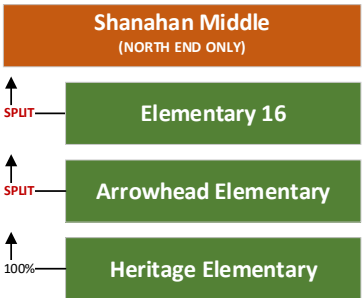 Shanahan Middle
(NORTH END ONLY)
SPLIT
Elementary 16
SPLIT
Arrowhead Elementary
100%
Heritage Elementary